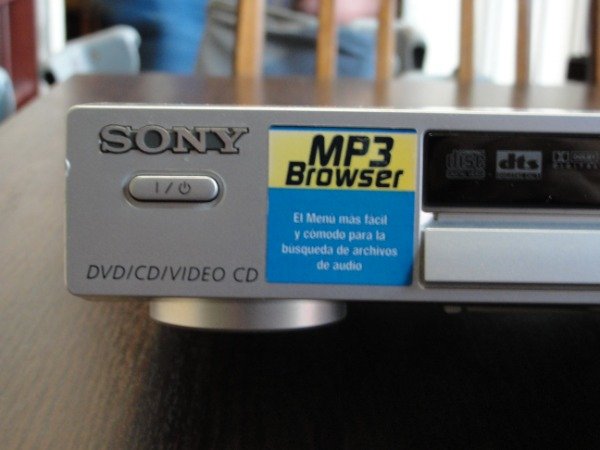 SONY
I / ⏻
DVD/CD/VIDEO CD
MP3
Browser
El Menú más fácil
y cómodo para la
búsqueda de archivos
de audio
disc
dts